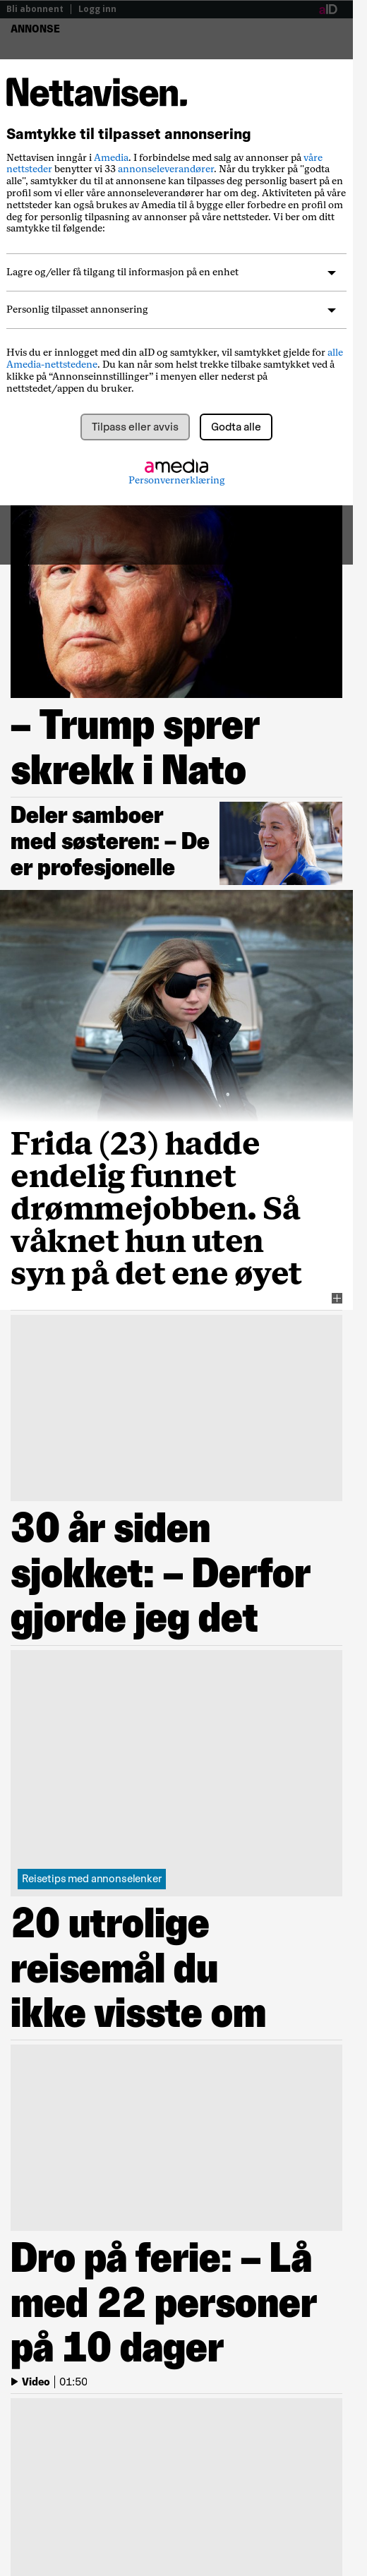 Bli abonnent | Logg inn aID
ANNONSE
Nettavisen.
Samtykke til tilpasset annonsering
Nettavisen inngår i Amedia. I forbindelse med salg av annonser på våre
nettsteder benytter vi 33 annonseleverandører. Når du trykker på "godta
alle", samtykker du til at annonsene kan tilpasses deg personlig basert på en
profil som vi eller våre annonseleverandører har om deg. Aktiviteten på våre
nettsteder kan også brukes av Amedia til å bygge eller forbedre en profil om
deg for personlig tilpasning av annonser på våre nettsteder. Vi ber om ditt
samtykke til følgende:
Lagre og/eller få tilgang til informasjon på en enhet
Personlig tilpasset annonsering
Hvis du er innlogget med din aID og samtykker, vil samtykket gjelde for alle
Amedia-nettstedene. Du kan når som helst trekke tilbake samtykket ved å
klikke på “Annonseinnstillinger” i menyen eller nederst på
nettstedet/appen du bruker.
Tilpass eller avvis Godta alle
amedia
Personvernerklæring
– Trump sprer
skrekk i Nato
Deler samboer
med søsteren: – De
er profesjonelle
Frida (23) hadde
endelig funnet
drømmejobben. Så
våknet hun uten
syn på det ene øyet
30 år siden
sjokket: – Derfor
gjorde jeg det
Reisetips med annonselenker
20 utrolige
reisemål du
ikke visste om
Dro på ferie: – Lå
med 22 personer
på 10 dager
Video | 01:50